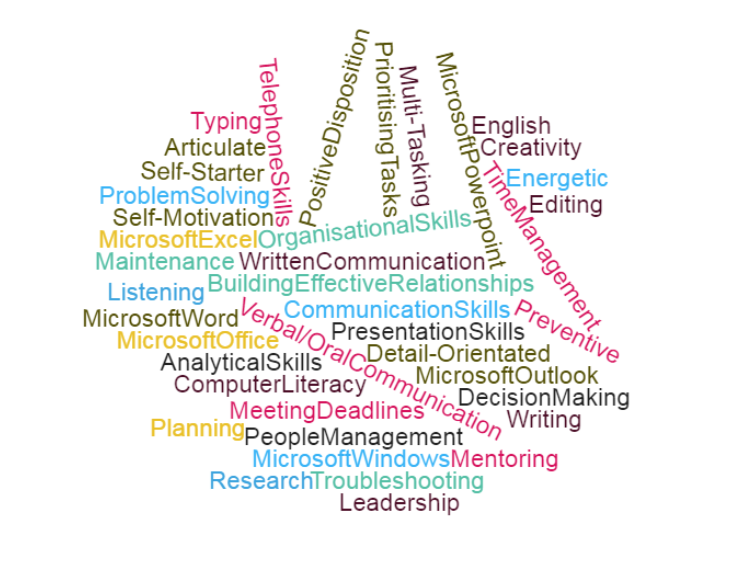 TelephoneSkills
PositiveDisposition
PrioritisingTasks
Multi-Tasking
MicrosoftPowerpoint
Typing
English
Articulate
Creativity
Self-Starter
Energetic
TimeManagement
ProblemSolving
Editing
Self-Motivation
OrganisationalSkills
MicrosoftExcel
Maintenance
WrittenCommunication
BuildingEffectiveRelationships
Listening
CommunicationSkills
Preventive
MicrosoftWord
Verbal/OralCommunication
PresentationSkills
MicrosoftOffice
Detail-Orientated
AnalyticalSkills
MicrosoftOutlook
ComputerLiteracy
DecisionMaking
MeetingDeadlines
Writing
Planning
PeopleManagement
MicrosoftWindows
Mentoring
Research
Troubleshooting
Leadership